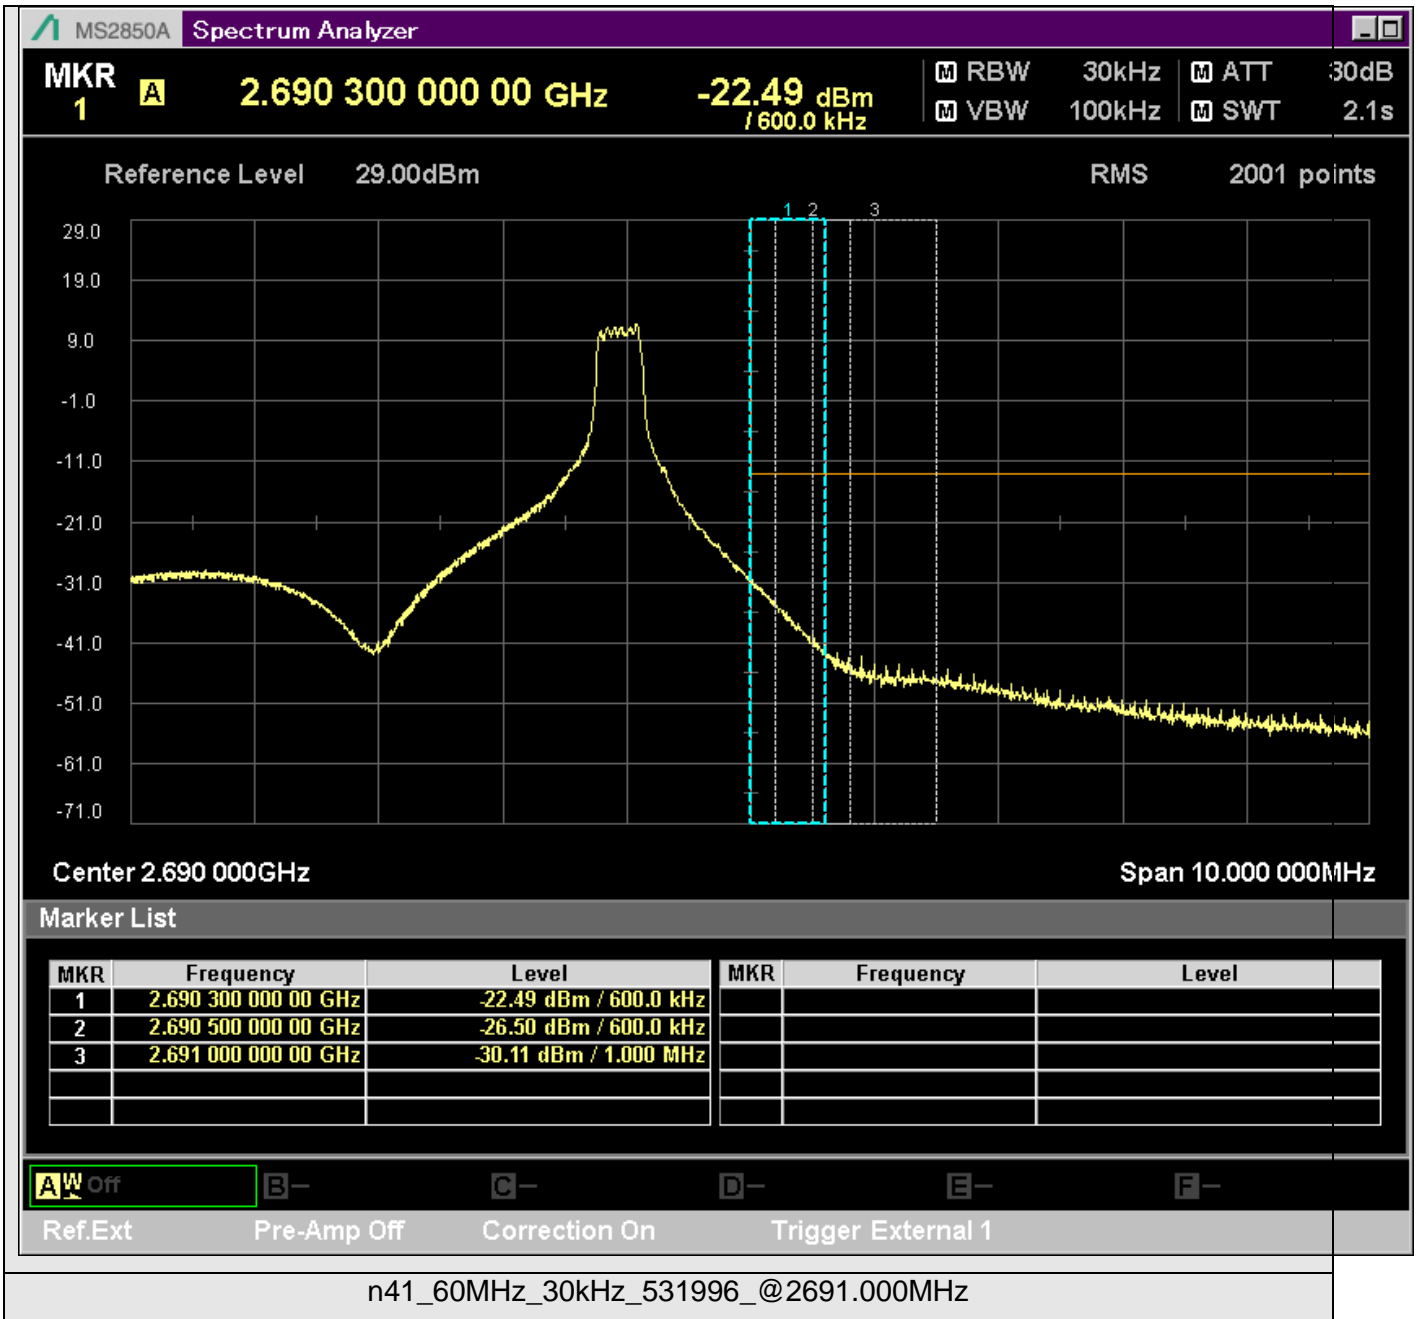 MS2850A Spectrum Analyzer
MKR 1 A 2.690 300 000 00 GHz -22.49 dBm / 600.0 kHz
M RBW 30kHz M ATT 30dB
M VBW 100kHz M SWT 2.1s
Reference Level 29.00dBm RMS 2001 points
1 2 3
29.0
19.0
9.0
-1.0
-11.0
-21.0
-31.0
-41.0
-51.0
-61.0
-71.0
Center 2.690 000GHz Span 10.000 000MHz
Marker List
MKR Frequency Level MKR Frequency Level
1 2.690 300 000 00 GHz -22.49 dBm / 600.0 kHz
2 2.690 500 000 00 GHz -26.50 dBm / 600.0 kHz
3 2.691 000 000 00 GHz -30.11 dBm / 1.000 MHz
A W Off B- C- D- E- F-
Ref.Ext Pre-Amp Off Correction On Trigger External 1
n41_60MHz_30kHz_531996_@2691.000MHz